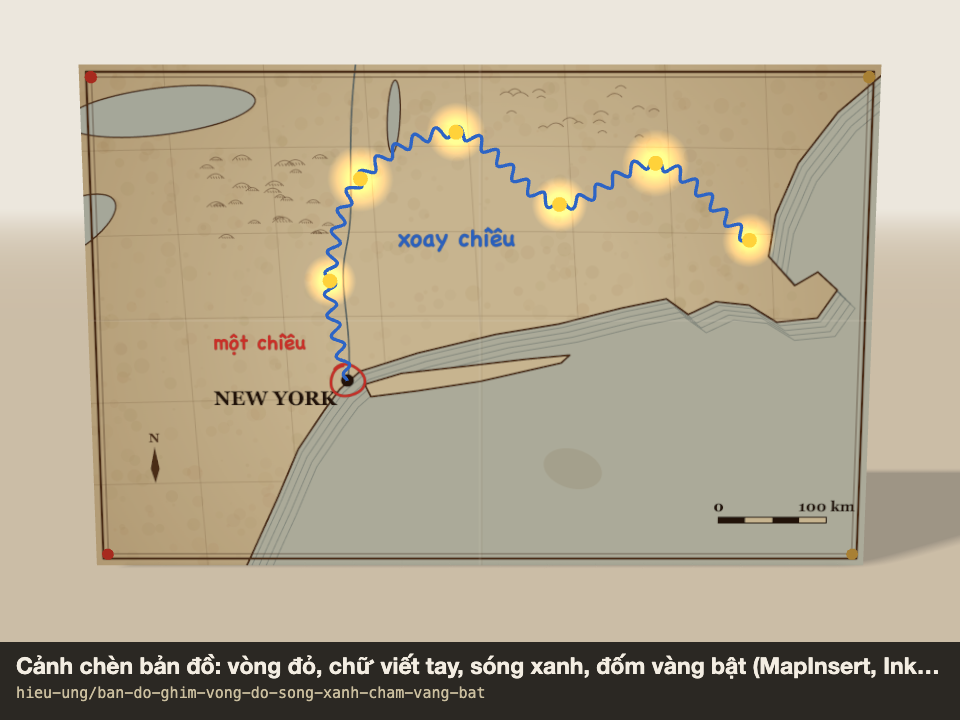 xoay chiều
một chiều
NEW YORK
N
0 100 km
Cảnh chèn bản đồ: vòng đỏ, chữ viết tay, sóng xanh, đốm vàng bật (MapInsert, Ink…
hieu-ung/ban-do-ghim-vong-do-song-xanh-cham-vang-bat